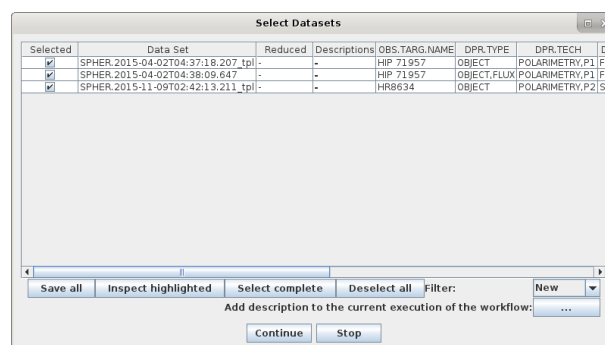 Select Datasets
Selected Data Set Reduced Descriptions OBS.TARG.NAME DPR.TYPE DPR.TECH
SPHER.2015-04-02T04:37:18.207_tpl - - HIP 71957 OBJECT POLARIMETRY,P1 F
SPHER.2015-04-02T04:38:09.647 - - HIP 71957 OBJECT,FLUX POLARIMETRY,P1 F
SPHER.2015-11-09T02:42:13.211_tpl - - HR8634 OBJECT POLARIMETRY,P2 S
Save all Inspect highlighted Select complete Deselect all Filter: New
Add description to the current execution of the workflow: ...
Continue Stop